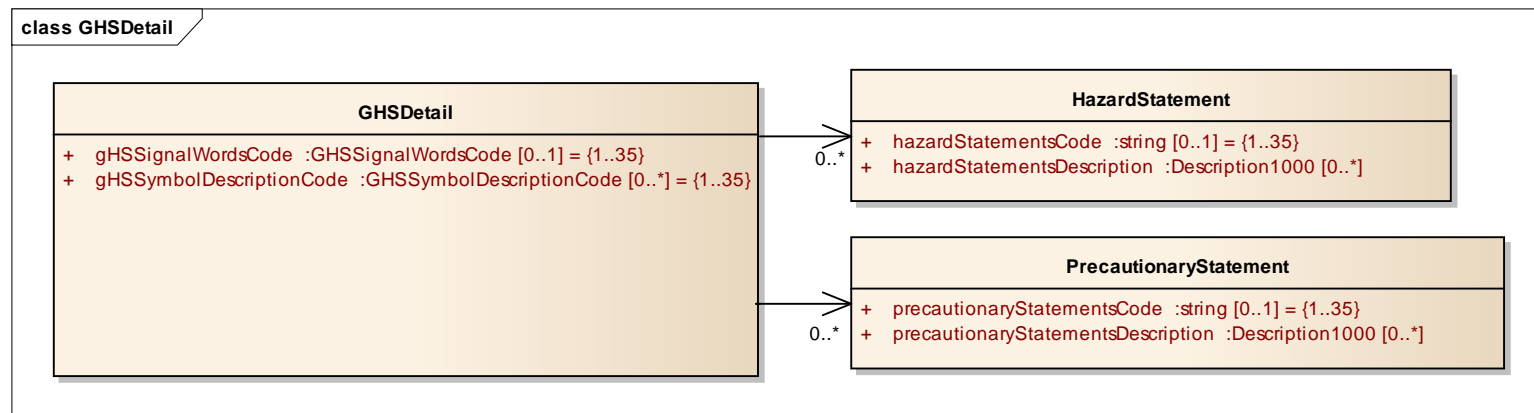 class GHSDetail
GHSDetail
+ gHSSignalWordsCode :GHSSignalWordsCode [0..1] = {1..35}
+ gHSSymbolDescriptionCode :GHSSymbolDescriptionCode [0..*] = {1..35}
0..*
HazardStatement
+ hazardStatementsCode :string [0..1] = {1..35}
+ hazardStatementsDescription :Description1000 [0..*]
0..*
PrecautionaryStatement
+ precautionaryStatementsCode :string [0..1] = {1..35}
+ precautionaryStatementsDescription :Description1000 [0..*]